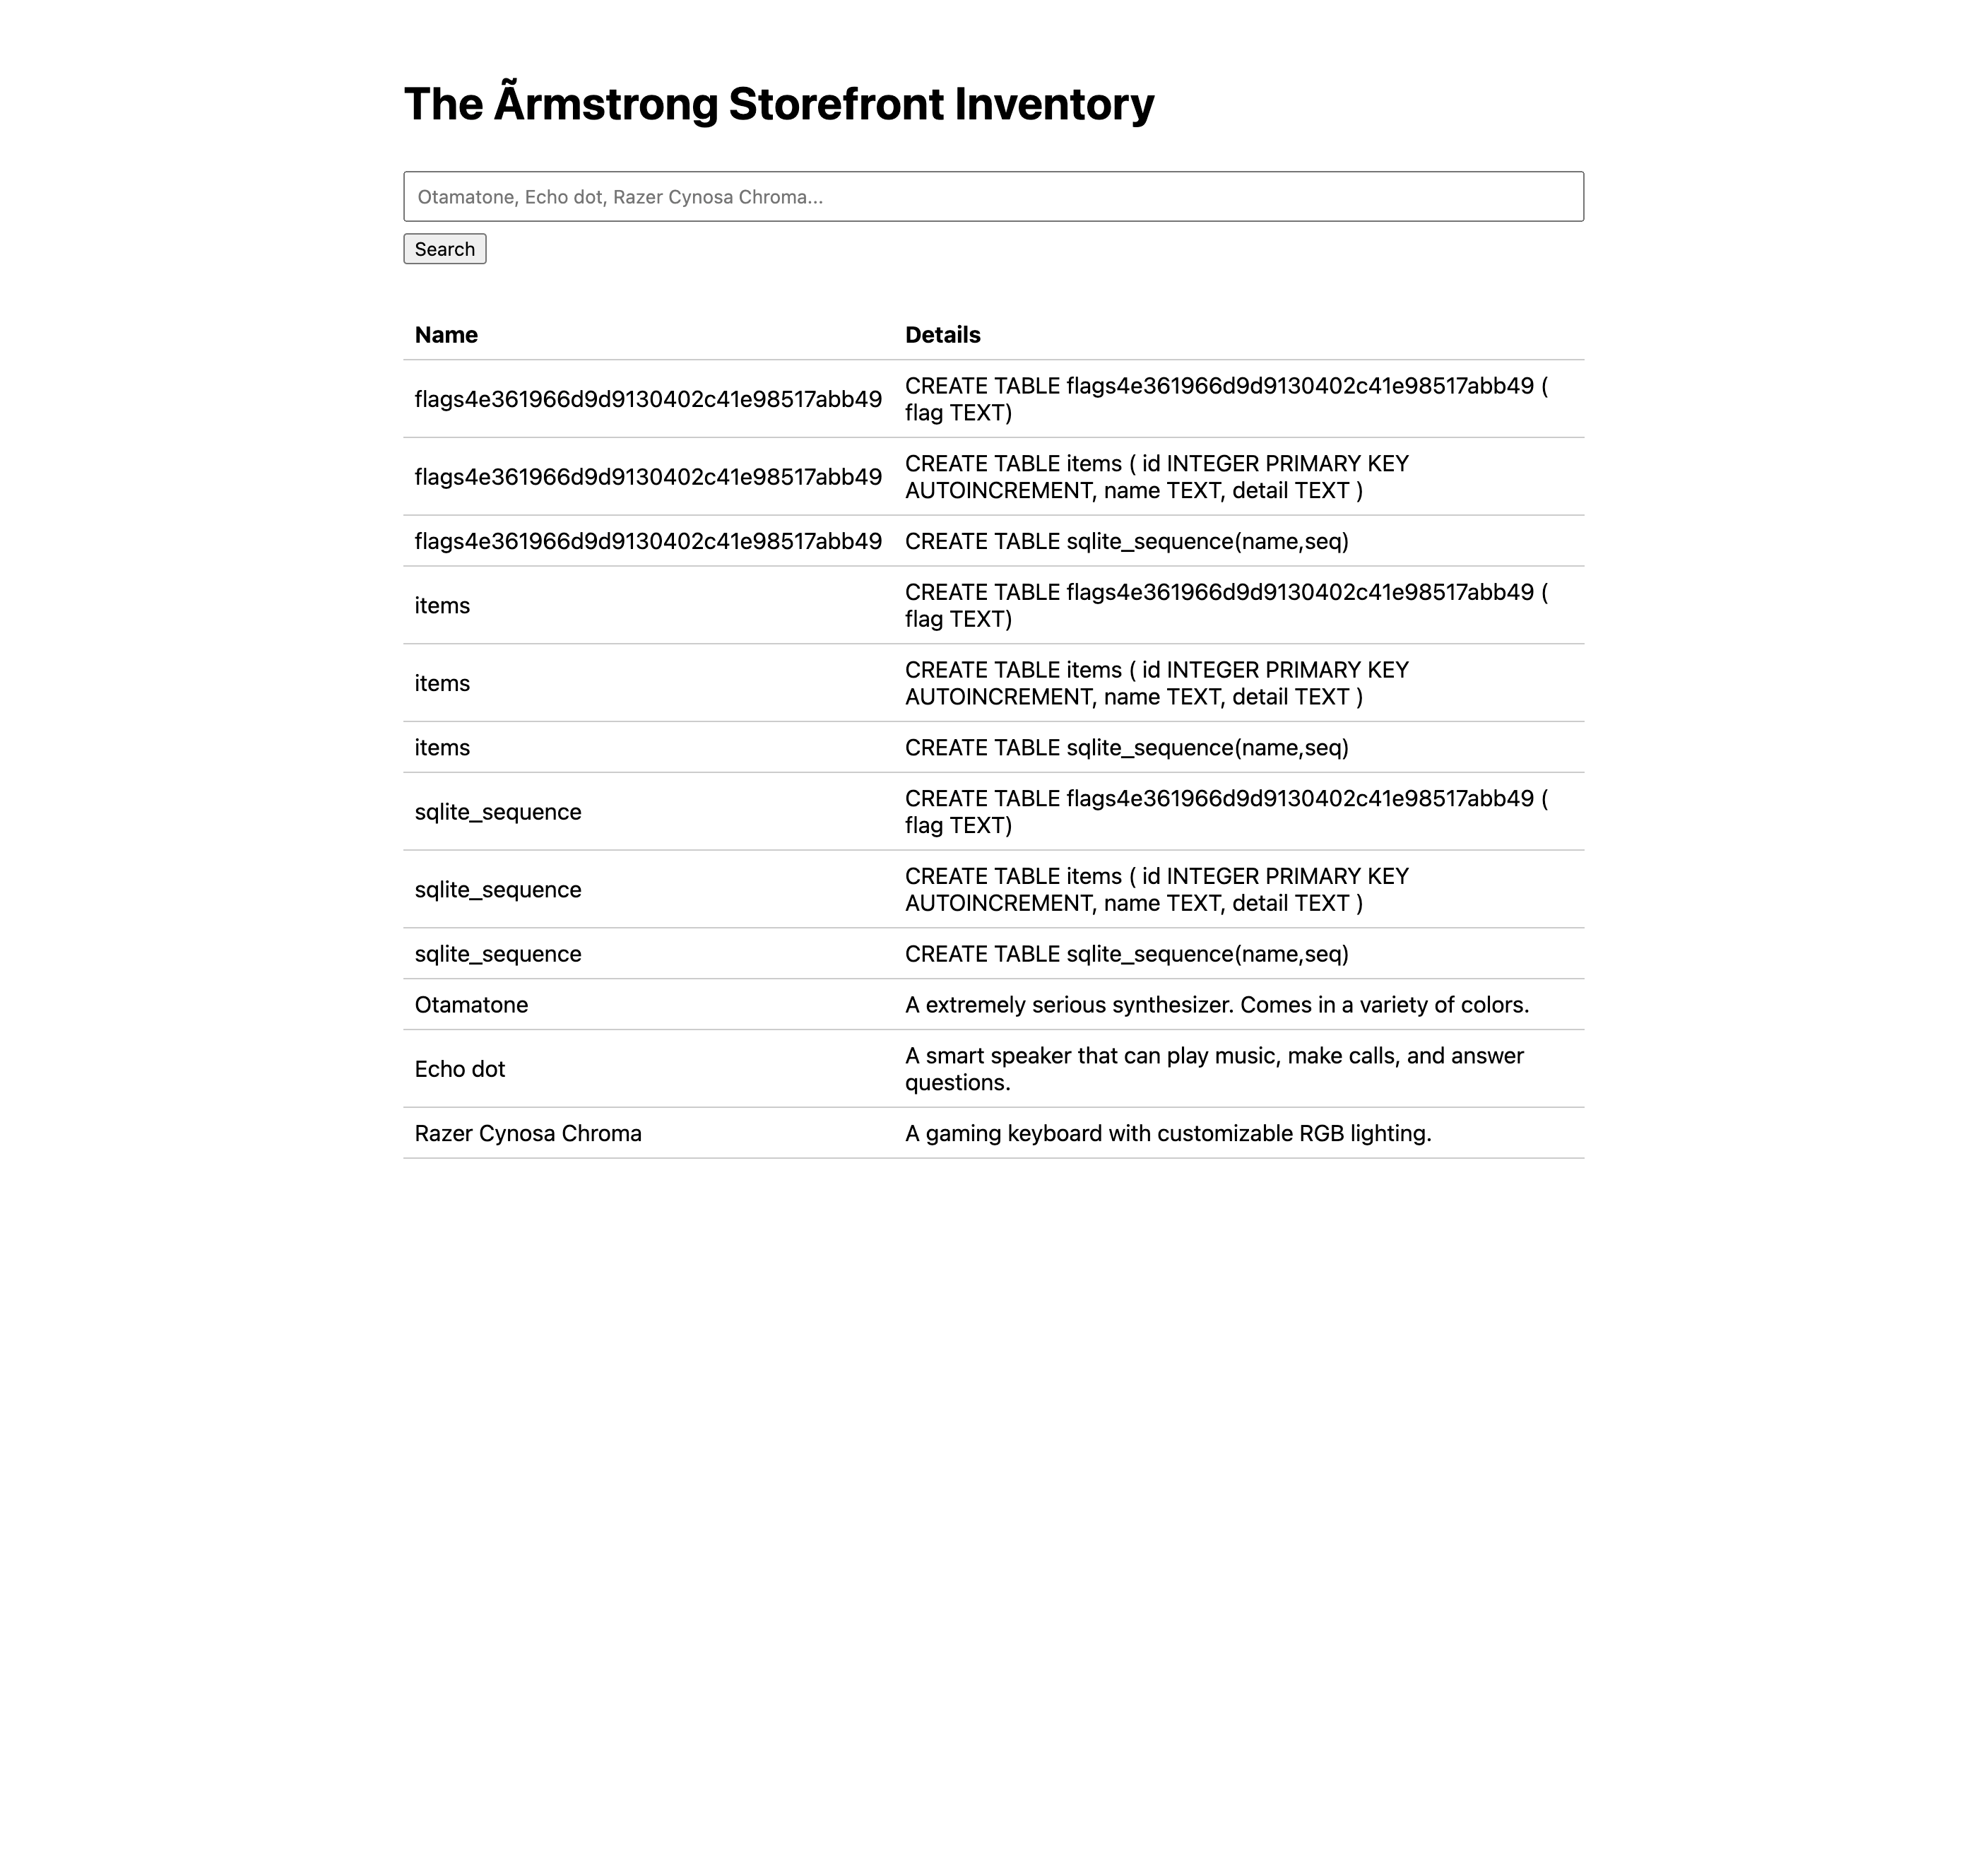 The Ãrmstrong Storefront Inventory
Otamatone, Echo dot, Razer Cynosa Chroma...
Search
Name Details
flags4e361966d9d9130402c41e98517abb49 CREATE TABLE flags4e361966d9d9130402c41e98517abb49 (
flag TEXT)
flags4e361966d9d9130402c41e98517abb49 CREATE TABLE items ( id INTEGER PRIMARY KEY
AUTOINCREMENT, name TEXT, detail TEXT )
flags4e361966d9d9130402c41e98517abb49 CREATE TABLE sqlite_sequence(name,seq)
items CREATE TABLE flags4e361966d9d9130402c41e98517abb49 (
flag TEXT)
items CREATE TABLE items ( id INTEGER PRIMARY KEY
AUTOINCREMENT, name TEXT, detail TEXT )
items CREATE TABLE sqlite_sequence(name,seq)
sqlite_sequence CREATE TABLE flags4e361966d9d9130402c41e98517abb49 (
flag TEXT)
sqlite_sequence CREATE TABLE items ( id INTEGER PRIMARY KEY
AUTOINCREMENT, name TEXT, detail TEXT )
sqlite_sequence CREATE TABLE sqlite_sequence(name,seq)
Otamatone A extremely serious synthesizer. Comes in a variety of colors.
Echo dot A smart speaker that can play music, make calls, and answer
questions.
Razer Cynosa Chroma A gaming keyboard with customizable RGB lighting.